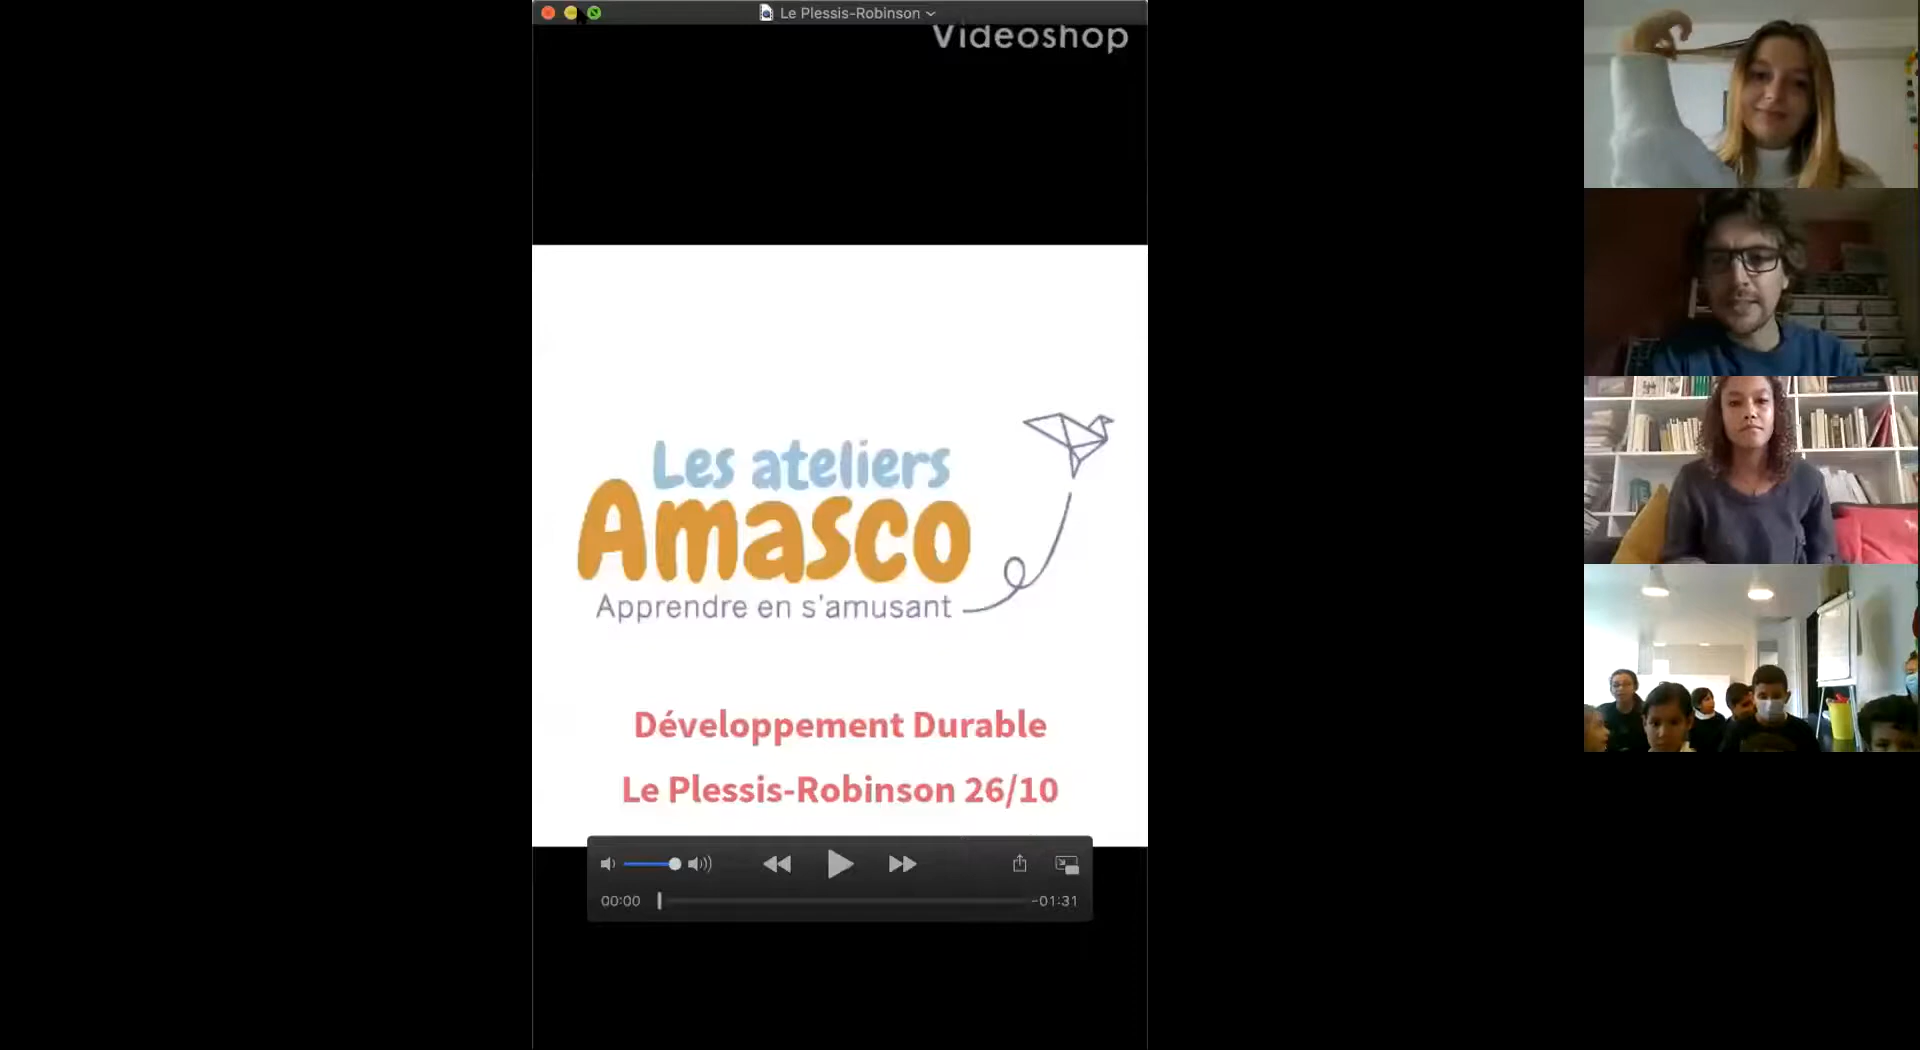 Le Plessis-Robinson
Videoshop
Les ateliers
Amasco
Apprendre en s'amusant
Développement Durable
Le Plessis-Robinson 26/10
00:00
-01:31